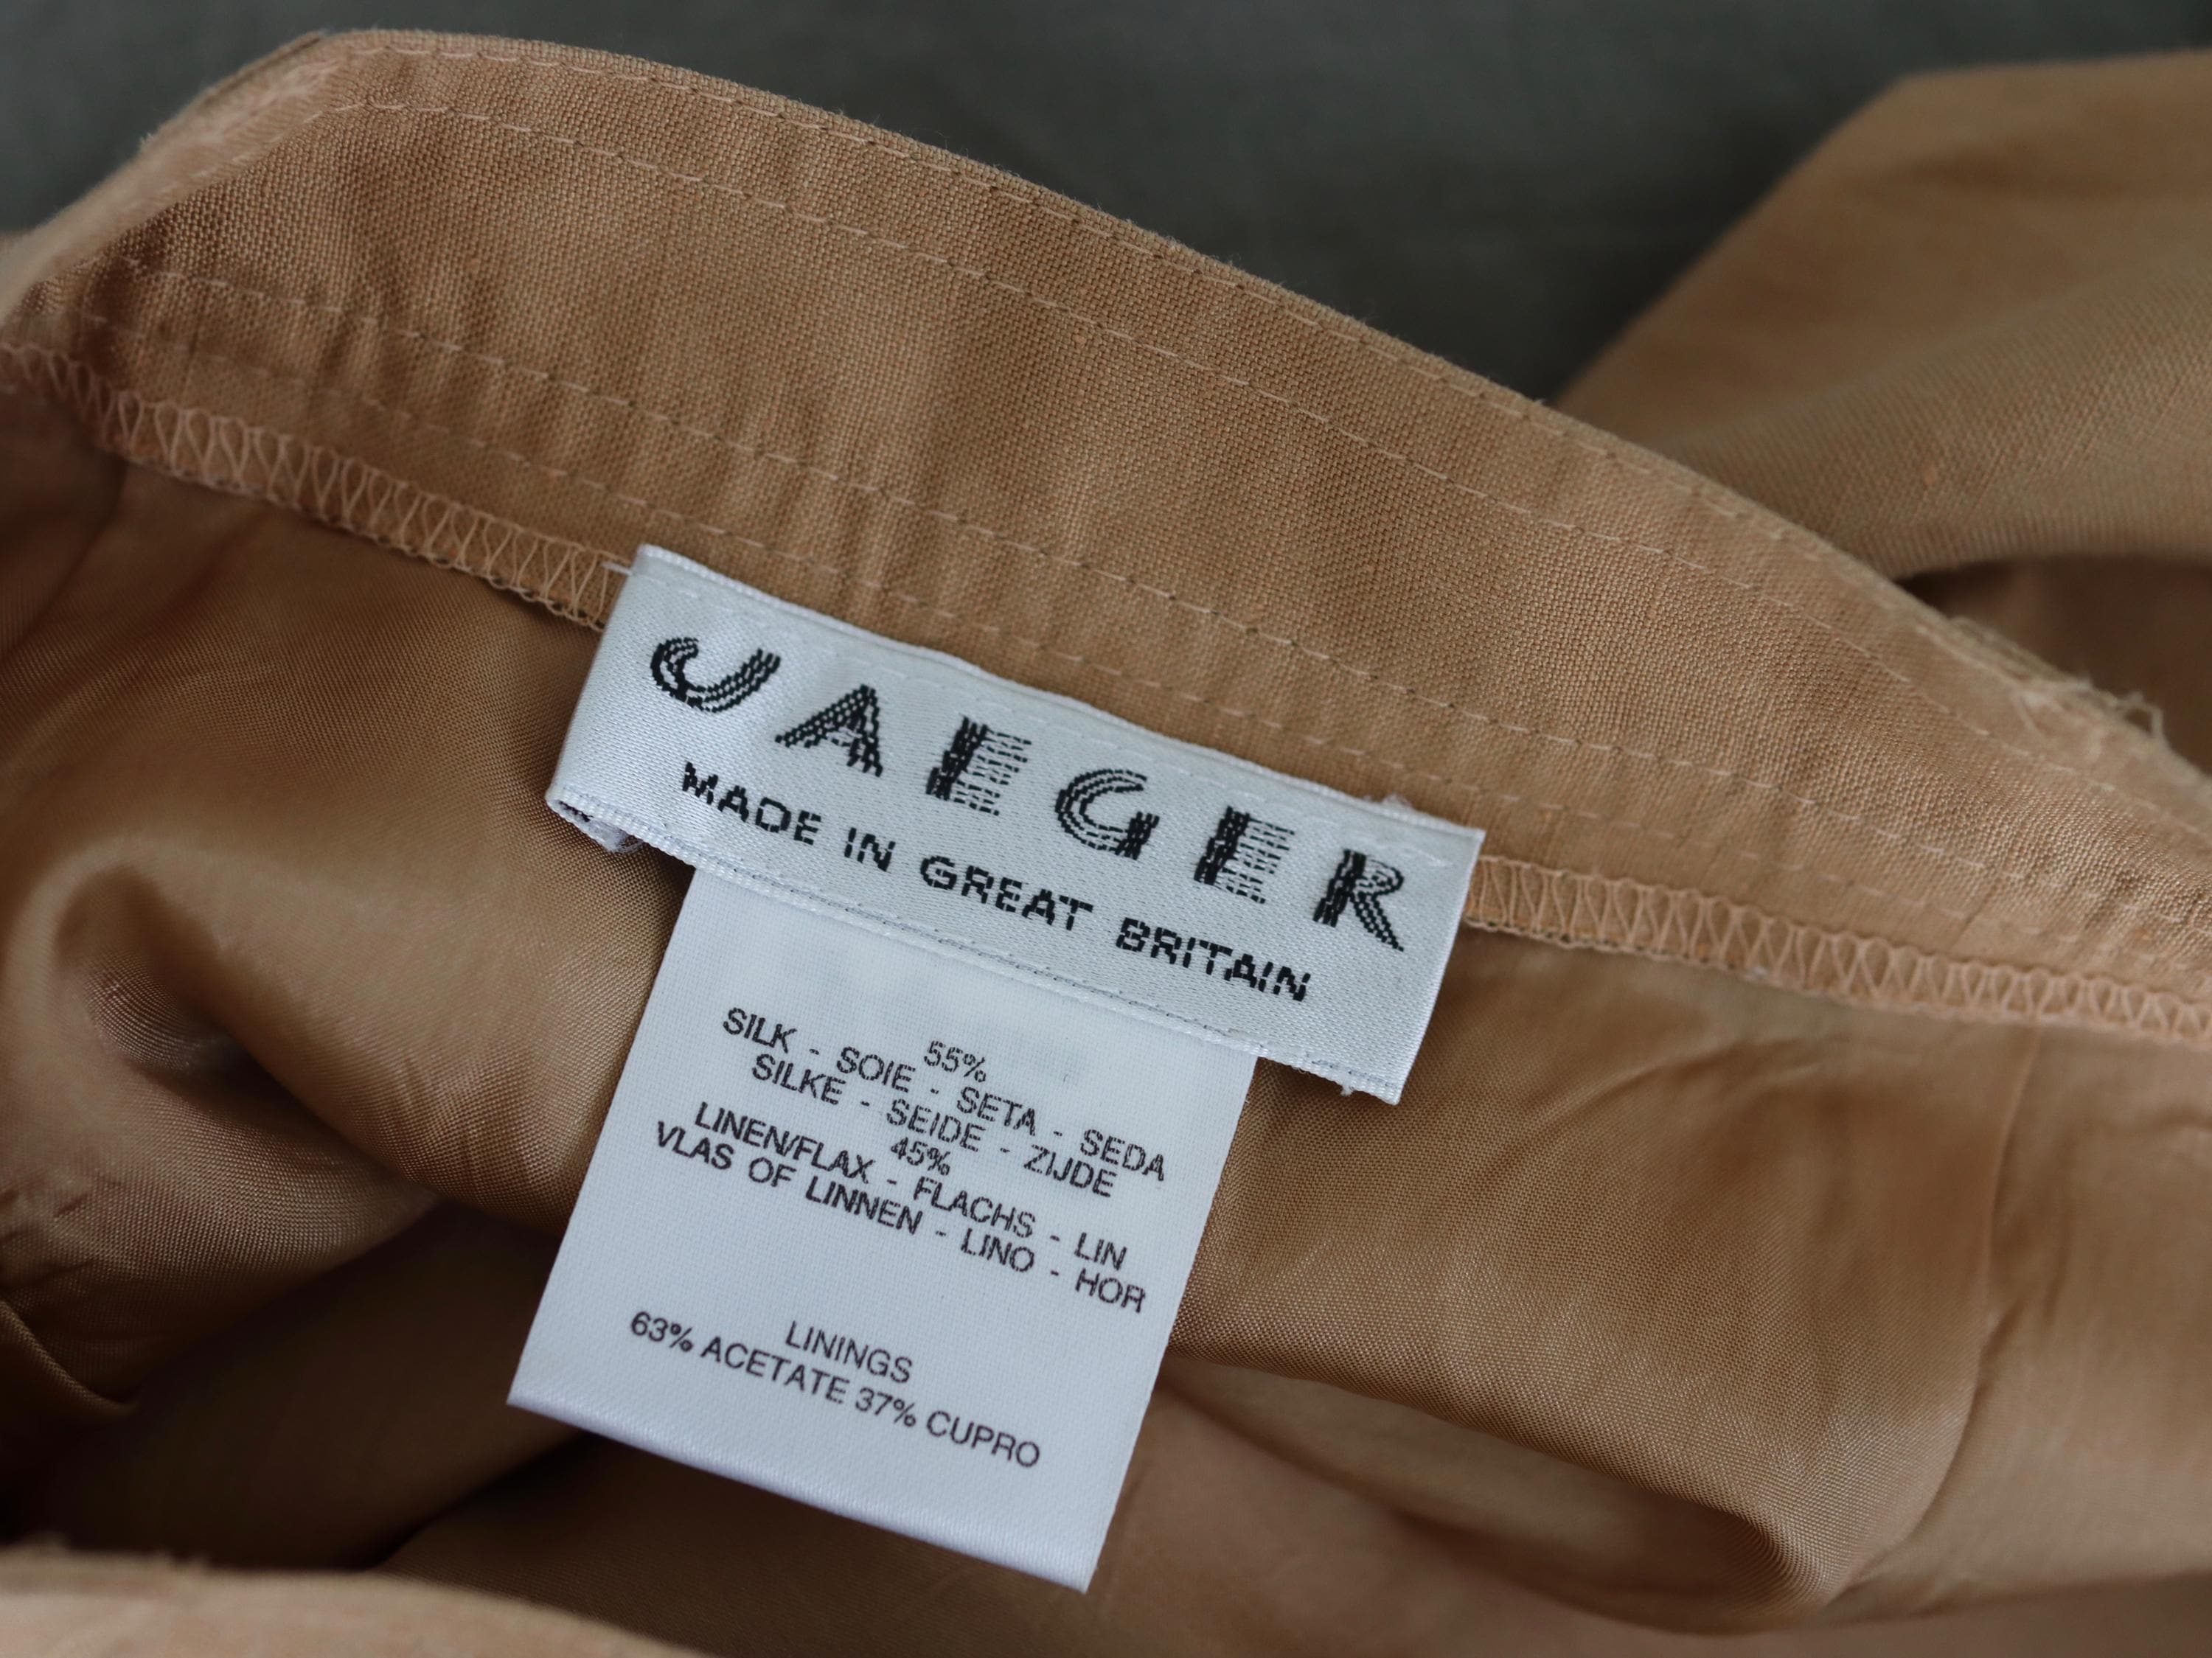 JAEGER
MADE IN GREAT BRITAIN
55%
SILK - SOIE - SETA - SEDA
SILKE - SEIDE - ZIJDE
45%
LINEN/FLAX - FLACHS - LIN
VLAS OF LINNEN - LINO - HOR
LININGS
63% ACETATE 37% CUPRO